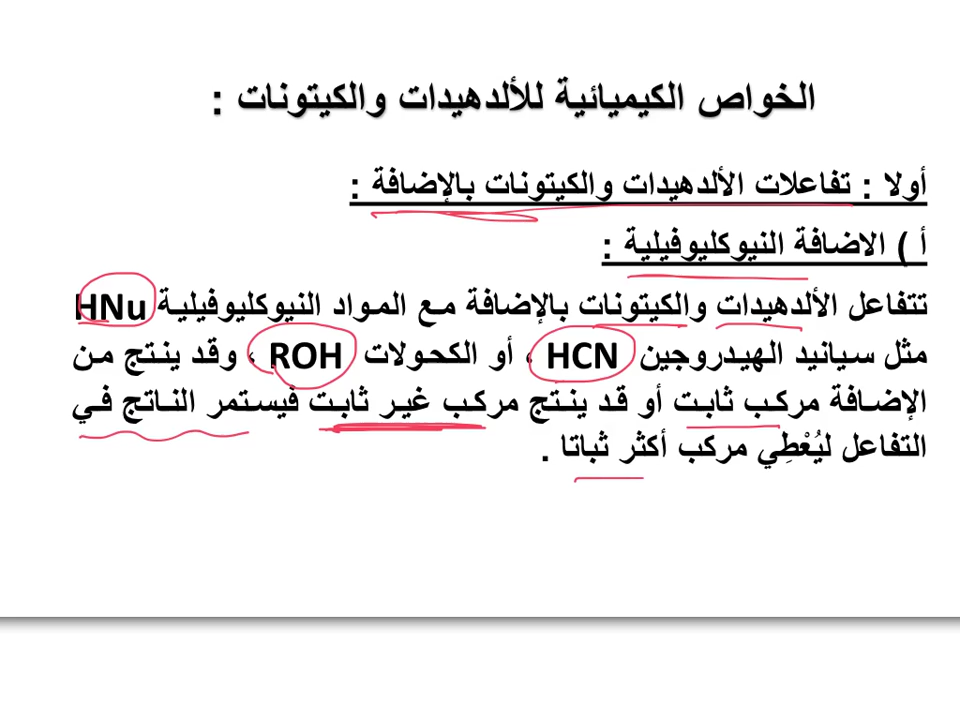 الخواص الكيميائية للألدهيدات والكيتونات :
أولا : تفاعلات الألدهيدات والكيتونات بالإضافة :
أ ) الاضافة النيوكليوفيلية :
تتفاعل الألدهيدات والكيتونات بالإضافة مع المواد النيوكليوفيلية HNu
مثل سيانيد الهيدروجين HCN ، أو الكحولات ROH ، وقد ينتج من
الإضافة مركب ثابت أو قد ينتج مركب غير ثابت فيستمر الناتج في
التفاعل ليُعْطِي مركب أكثر ثباتا .